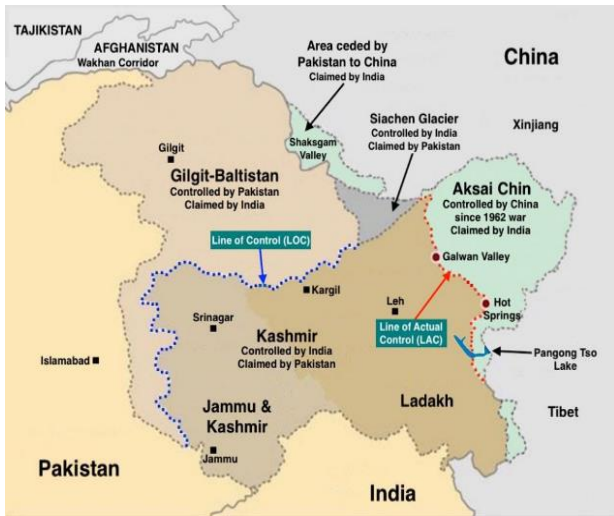 TAJIKISTAN
AFGHANISTAN
Wakhan Corridor
Area ceded by
Pakistan to China
Claimed by India
China
Siachen Glacier
Controlled by India
Claimed by Pakistan
Xinjiang
Shaksgam
Valley
Gilgit
Gilgit-Baltistan
Controlled by Pakistan
Claimed by India
Aksai Chin
Controlled by China
since 1962 war
Claimed by India
Line of Control (LOC)
Galwan Valley
Kargil
Leh
Hot
Springs
Srinagar
Line of Actual
Control (LAC)
Kashmir
Controlled by India
Claimed by Pakistan
Islamabad
Pangong Tso
Lake
Jammu &
Kashmir
Ladakh
Tibet
Jammu
Pakistan
India